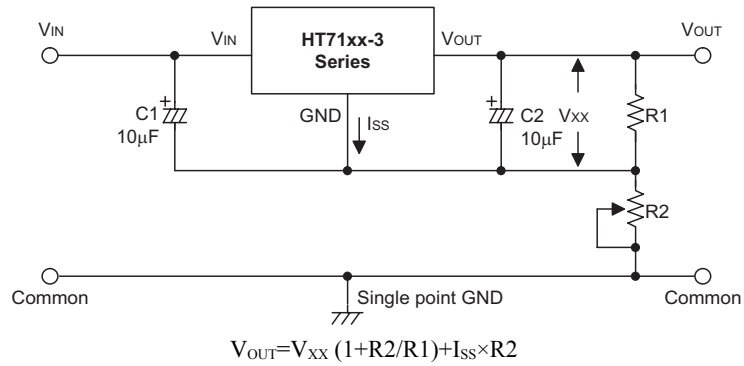 VIN VIN HT71xx-3 VOUT VOUT
Series
GND ISS
C1
10µF
C2 VXX R1
10µF
R2
Common Single point GND Common
VOUT=VXX (1+R2/R1)+ISS×R2